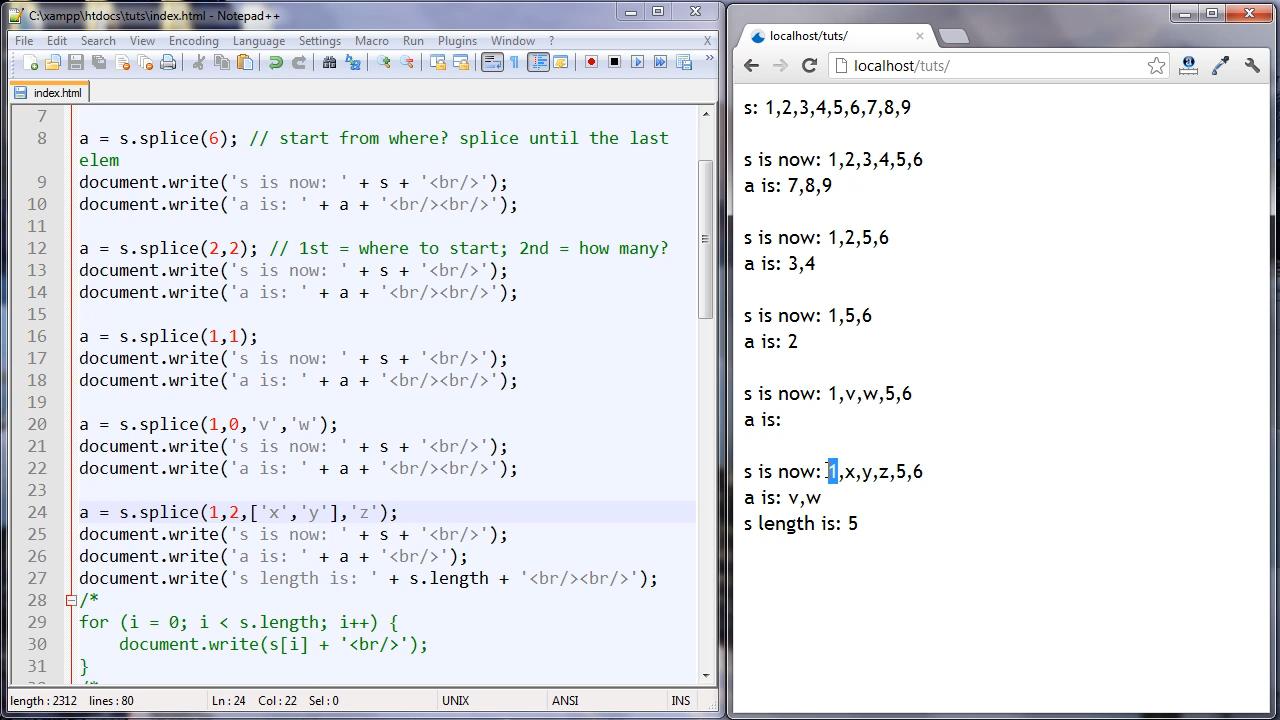 C:\xampp\htdocs\tuts\index.html - Notepad++
File Edit Search View Encoding Language Settings Macro Run Plugins Window ? X
index.html
7
8 a = s.splice(6); // start from where? splice until the last
elem
9 document.write('s is now: ' + s + '<br/>');
10 document.write('a is: ' + a + '<br/><br/>');
11
12 a = s.splice(2,2); // 1st = where to start; 2nd = how many?
13 document.write('s is now: ' + s + '<br/>');
14 document.write('a is: ' + a + '<br/><br/>');
15
16 a = s.splice(1,1);
17 document.write('s is now: ' + s + '<br/>');
18 document.write('a is: ' + a + '<br/><br/>');
19
20 a = s.splice(1,0,'v','w');
21 document.write('s is now: ' + s + '<br/>');
22 document.write('a is: ' + a + '<br/><br/>');
23
24 a = s.splice(1,2,['x','y'],'z');
25 document.write('s is now: ' + s + '<br/>');
26 document.write('a is: ' + a + '<br/>');
27 document.write('s length is: ' + s.length + '<br/><br/>');
28 /*
29 for (i = 0; i < s.length; i++) {
30 document.write(s[i] + '<br/>');
31 }
/*
length : 2312 lines : 80 Ln : 24 Col : 22 Sel : 0 UNIX ANSI INS
localhost/tuts/
localhost/tuts/
s: 1,2,3,4,5,6,7,8,9
s is now: 1,2,3,4,5,6
a is: 7,8,9
s is now: 1,2,5,6
a is: 3,4
s is now: 1,5,6
a is: 2
s is now: 1,v,w,5,6
a is:
s is now: 1,x,y,z,5,6
a is: v,w
s length is: 5